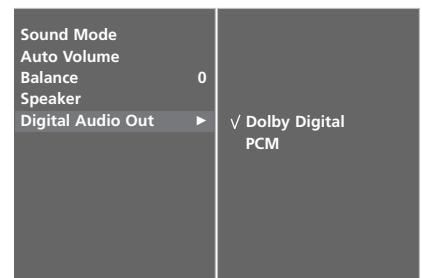 Sound Mode
Auto Volume
Balance 0
Speaker
Digital Audio Out ►
√ Dolby Digital
PCM